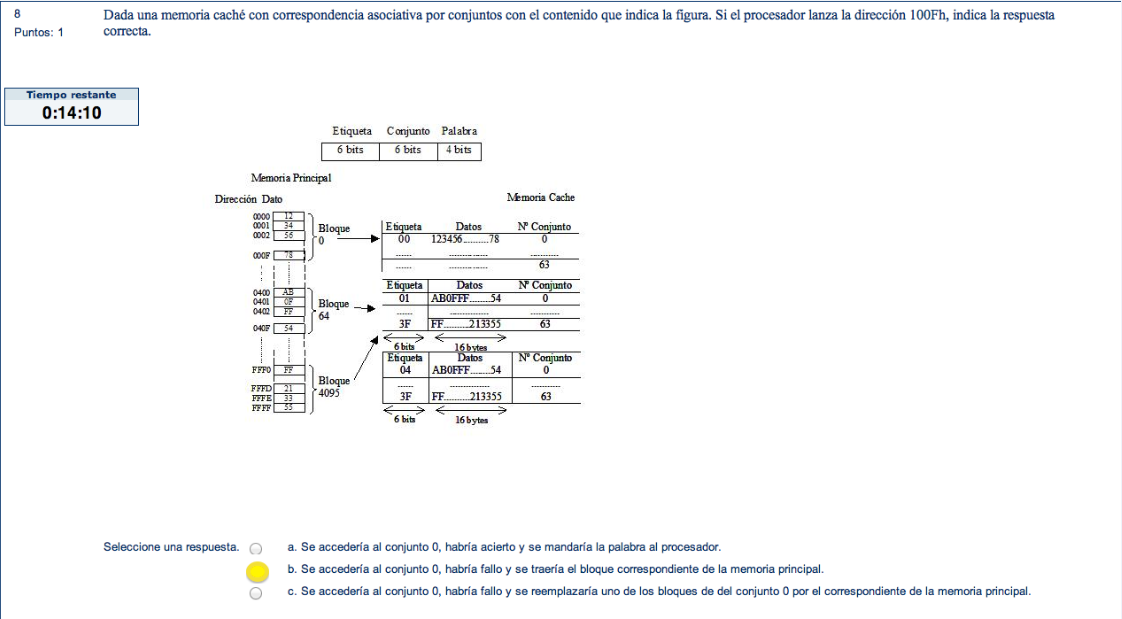 8
Puntos: 1
Dada una memoria caché con correspondencia asociativa por conjuntos con el contenido que indica la figura. Si el procesador lanza la dirección 100Fh, indica la respuesta
correcta.
Tiempo restante
0:14:10
Etiqueta Conjunto Palabra
6 bits 6 bits 4 bits
Memoria Principal
Dirección Dato
Memoria Cache
0000 12
0001 34
0002 56
000F 78
Bloque
0
Etiqueta Datos Nº Conjunto
00 123456..........78 0
...... ............... ...........
...... ............... 63
0400 AB
0401 0F
0402 FF
040F 54
Bloque
64
Etiqueta Datos Nº Conjunto
01 AB0FFF.........54 0
...... ............... ...........
3F FF..........213355 63
6 bits 16 bytes
FFF0 FF
FFFD 21
FFFE 33
FFFF 55
Bloque
4095
Etiqueta Datos Nº Conjunto
04 AB0FFF.........54 0
...... ............... ...........
3F FF..........213355 63
6 bits 16 bytes
Seleccione una respuesta.
a. Se accedería al conjunto 0, habría acierto y se mandaría la palabra al procesador.
b. Se accedería al conjunto 0, habría fallo y se traería el bloque correspondiente de la memoria principal.
c. Se accedería al conjunto 0, habría fallo y se reemplazaría uno de los bloques de del conjunto 0 por el correspondiente de la memoria principal.